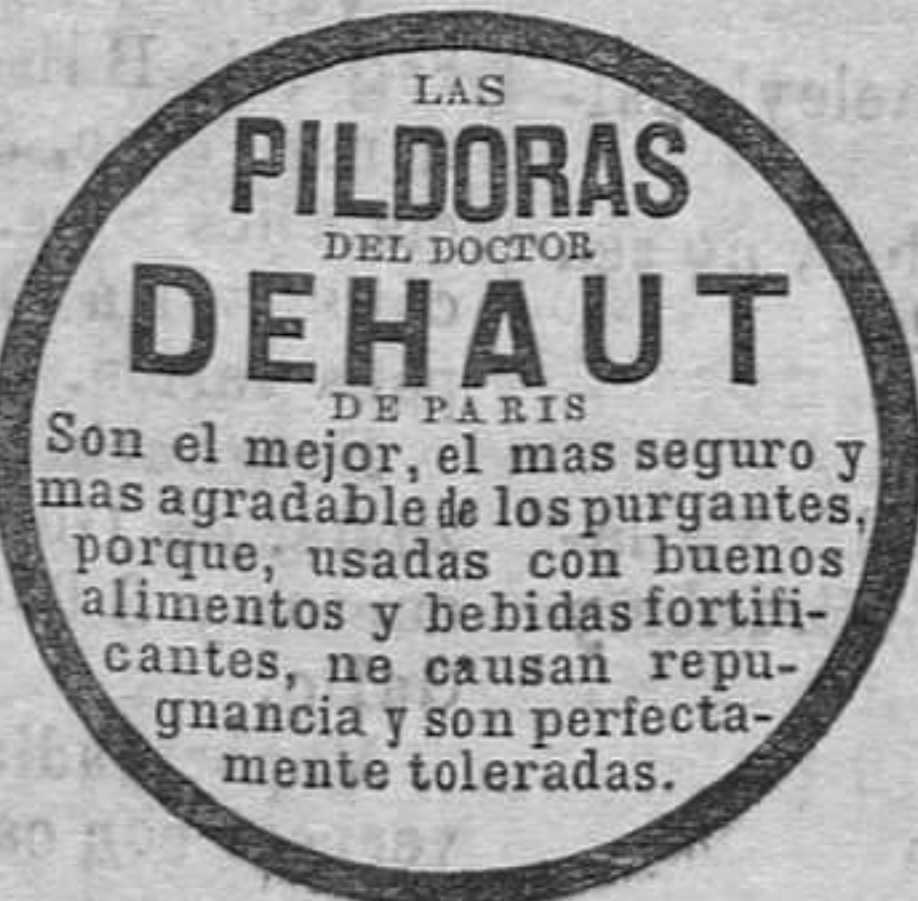 LAS
PILDORAS
DEL DOCTOR
DEHAUT
DE PARIS
Son el mejor, el mas seguro y
mas agradable de los purgantes,
porque, usadas con buenos
alimentos y bebidas fortifi-
cantes, ne causan repu-
gnancia y son perfecta-
mente toleradas.